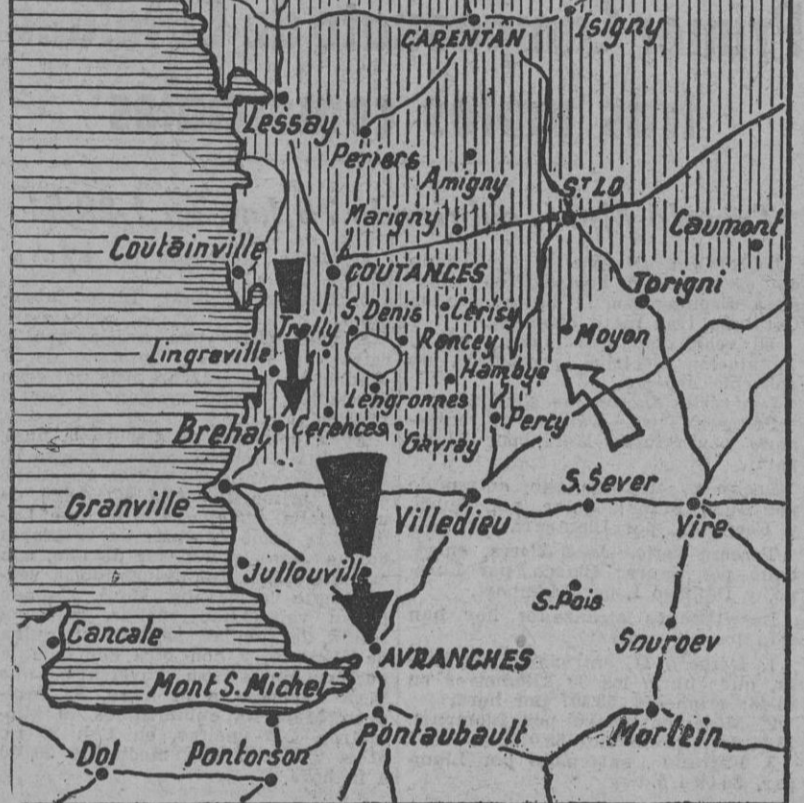 CARENTAN
Isigny
Lessay
Periers
Amigny
ST LO
Marigny
Caumont
Coutainville
COUTANCES
Torigni
S. Denis
Cerisy
Trelly
Roncey
Moyon
Lingreville
Hambye
Lengronnes
Brehal
Cerences
Percy
Gavray
S. Sever
Granville
Villedieu
Vire
Jullouville
S. Pois
Cancale
Sourdev
AVRANCHES
Mont S. Michel
Pontaubault
Mortein
Dol
Pontorson